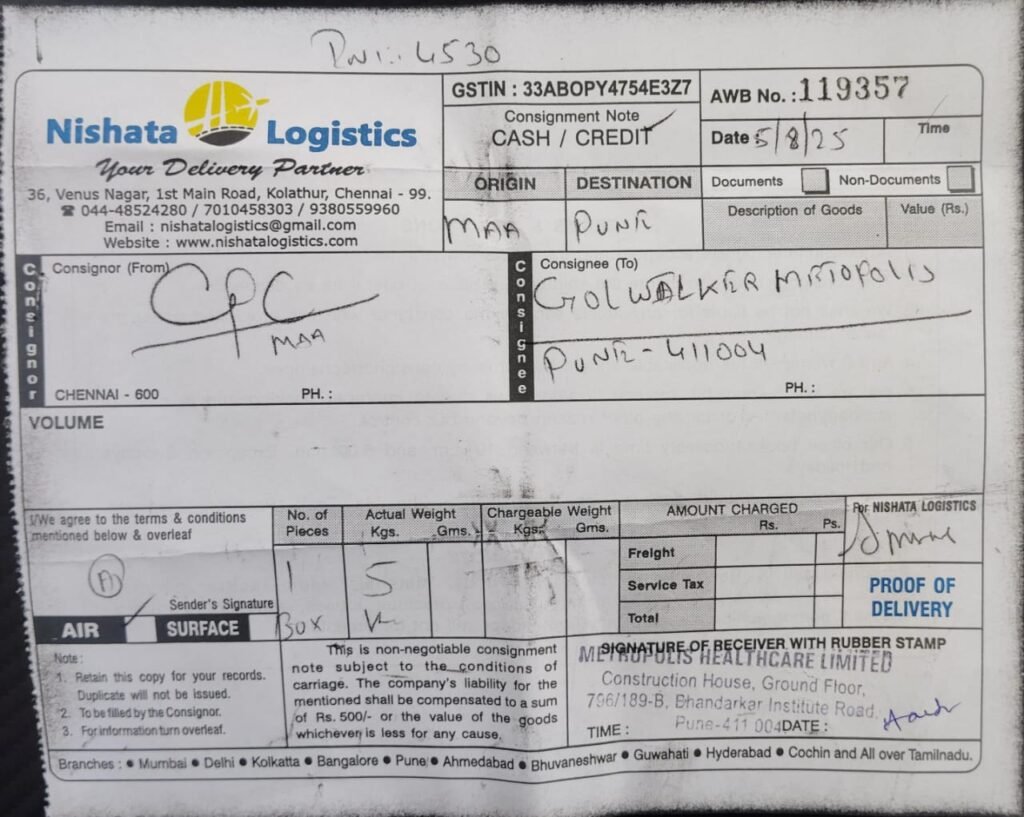 4530
Nishata Logistics
Your Delivery Partner
36, Venus Nagar, 1st Main Road, Kolathur, Chennai - 99.
☎ 044-48524280 / 7010458303 / 9380559960
Email : nishatalogistics@gmail.com
Website : www.nishatalogistics.com
GSTIN : 33ABOPY4754E3Z7
Consignment Note
CASH / CREDIT
AWB No. : 119357
Date 5/8/25
Time
ORIGIN
DESTINATION
MAA
PUNE
Documents
Non-Documents
Description of Goods
Value (Rs.)
Consignor
Consignor (From)
CPC
MAA
CHENNAI - 600
PH. :
Consignee
Consignee (To)
GOLWALKER METOPOLIS
PUNE - 411004
PH. :
VOLUME
I/We agree to the terms & conditions
mentioned below & overleaf
Sender's Signature
AIR
SURFACE
No. of
Pieces
1
BOX
Actual Weight
Kgs. Gms.
5
Chargeable Weight
Kgs. Gms.
AMOUNT CHARGED
Rs. Ps.
Freight
Service Tax
Total
For NISHATA LOGISTICS
PROOF OF
DELIVERY
Note :
1. Retain this copy for your records.
Duplicate will not be issued.
2. To be filled by the Consignor.
3. For information turn overleaf.
This is non-negotiable consignment
note subject to the conditions of
carriage. The company's liability for the
mentioned shall be compensated to a sum
of Rs. 500/- or the value of the goods
whichever is less for any cause.
SIGNATURE OF RECEIVER WITH RUBBER STAMP
METROPOLIS HEALTHCARE LIMITED
Construction House, Ground Floor,
796/189-B, Bhandarkar Institute Road,
Pune-411 004
TIME :
DATE :
Branches : • Mumbai • Delhi • Kolkatta • Bangalore • Pune • Ahmedabad • Bhuvaneshwar • Guwahati • Hyderabad • Cochin and All over Tamilnadu.